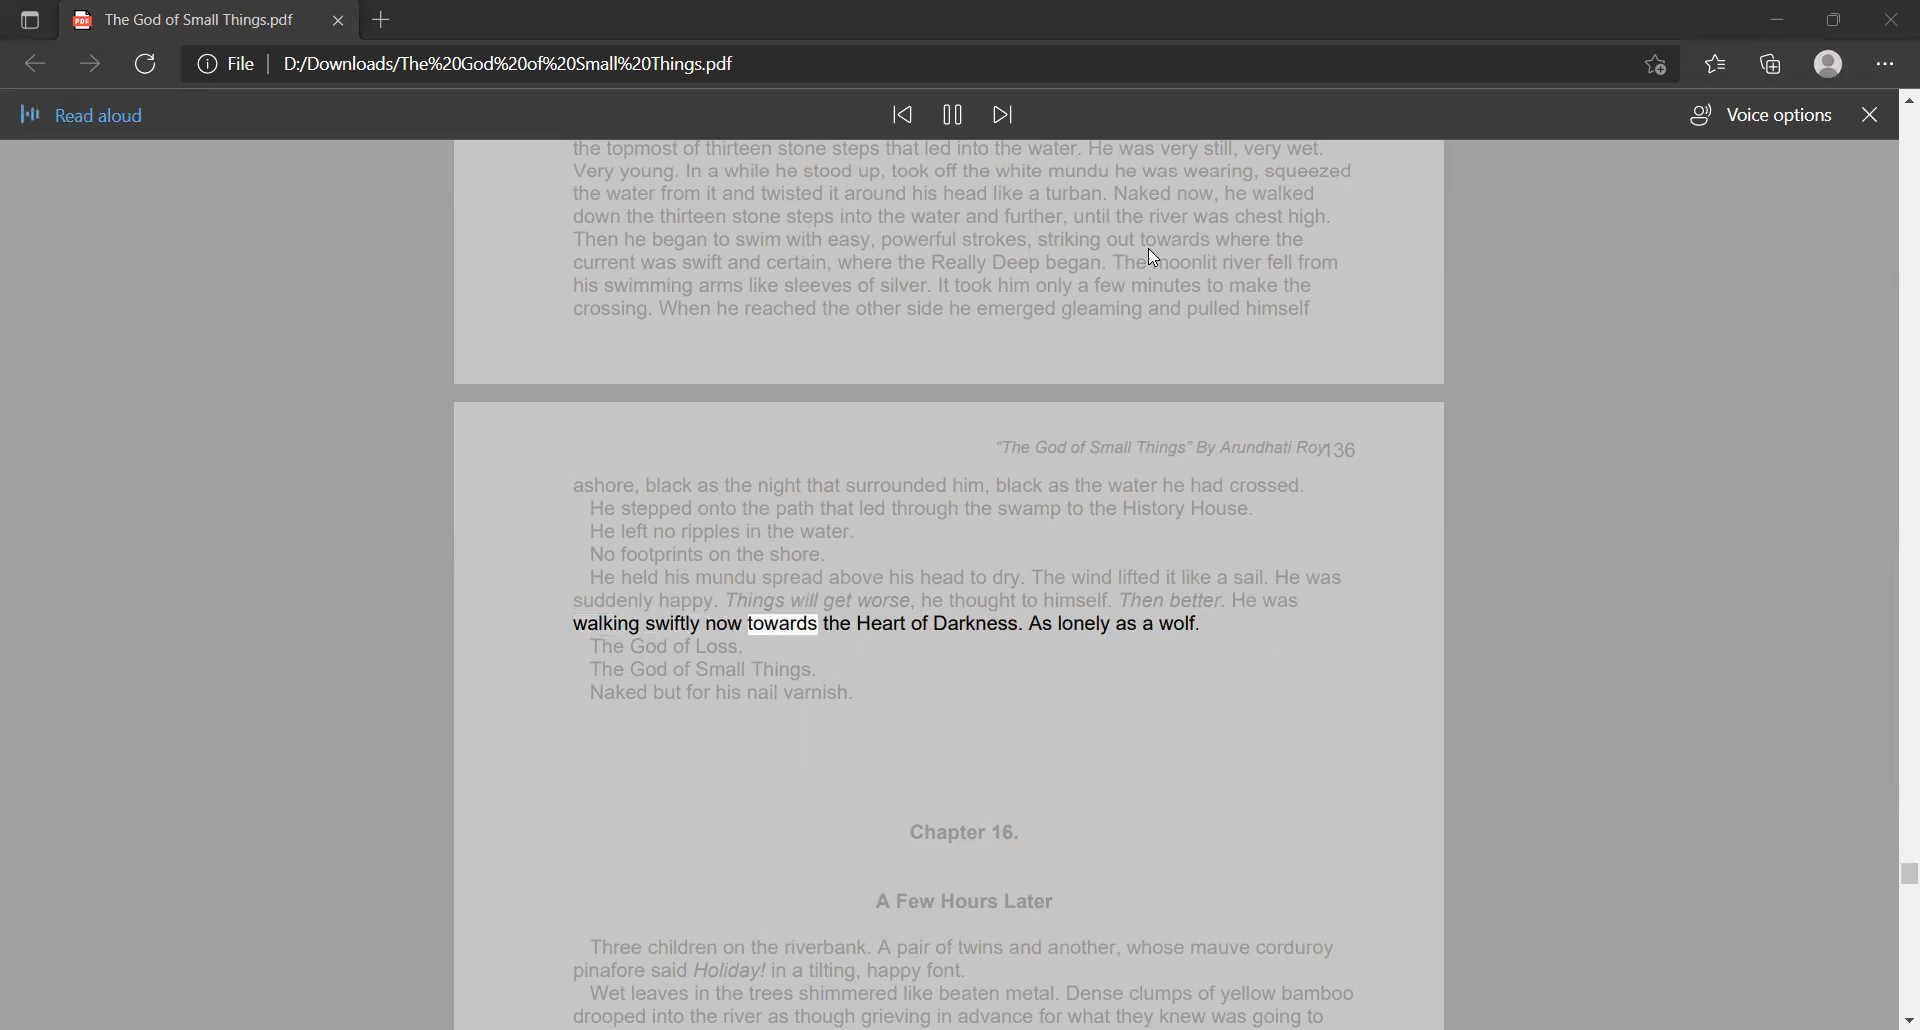 The God of Small Things.pdf
File D:/Downloads/The%20God%20of%20Small%20Things.pdf
Read aloud
Voice options
the topmost of thirteen stone steps that led into the water. He was very still, very wet.
Very young. In a while he stood up, took off the white mundu he was wearing, squeezed
the water from it and twisted it around his head like a turban. Naked now, he walked
down the thirteen stone steps into the water and further, until the river was chest high.
Then he began to swim with easy, powerful strokes, striking out towards where the
current was swift and certain, where the Really Deep began. The moonlit river fell from
his swimming arms like sleeves of silver. It took him only a few minutes to make the
crossing. When he reached the other side he emerged gleaming and pulled himself
“The God of Small Things” By Arundhati Roy136
ashore, black as the night that surrounded him, black as the water he had crossed.
He stepped onto the path that led through the swamp to the History House.
He left no ripples in the water.
No footprints on the shore.
He held his mundu spread above his head to dry. The wind lifted it like a sail. He was
suddenly happy. Things will get worse, he thought to himself. Then better. He was
walking swiftly now towards the Heart of Darkness. As lonely as a wolf.
The God of Loss.
The God of Small Things.
Naked but for his nail varnish.
Chapter 16.
A Few Hours Later
Three children on the riverbank. A pair of twins and another, whose mauve corduroy
pinafore said Holiday! in a tilting, happy font.
Wet leaves in the trees shimmered like beaten metal. Dense clumps of yellow bamboo
drooped into the river as though grieving in advance for what they knew was going to